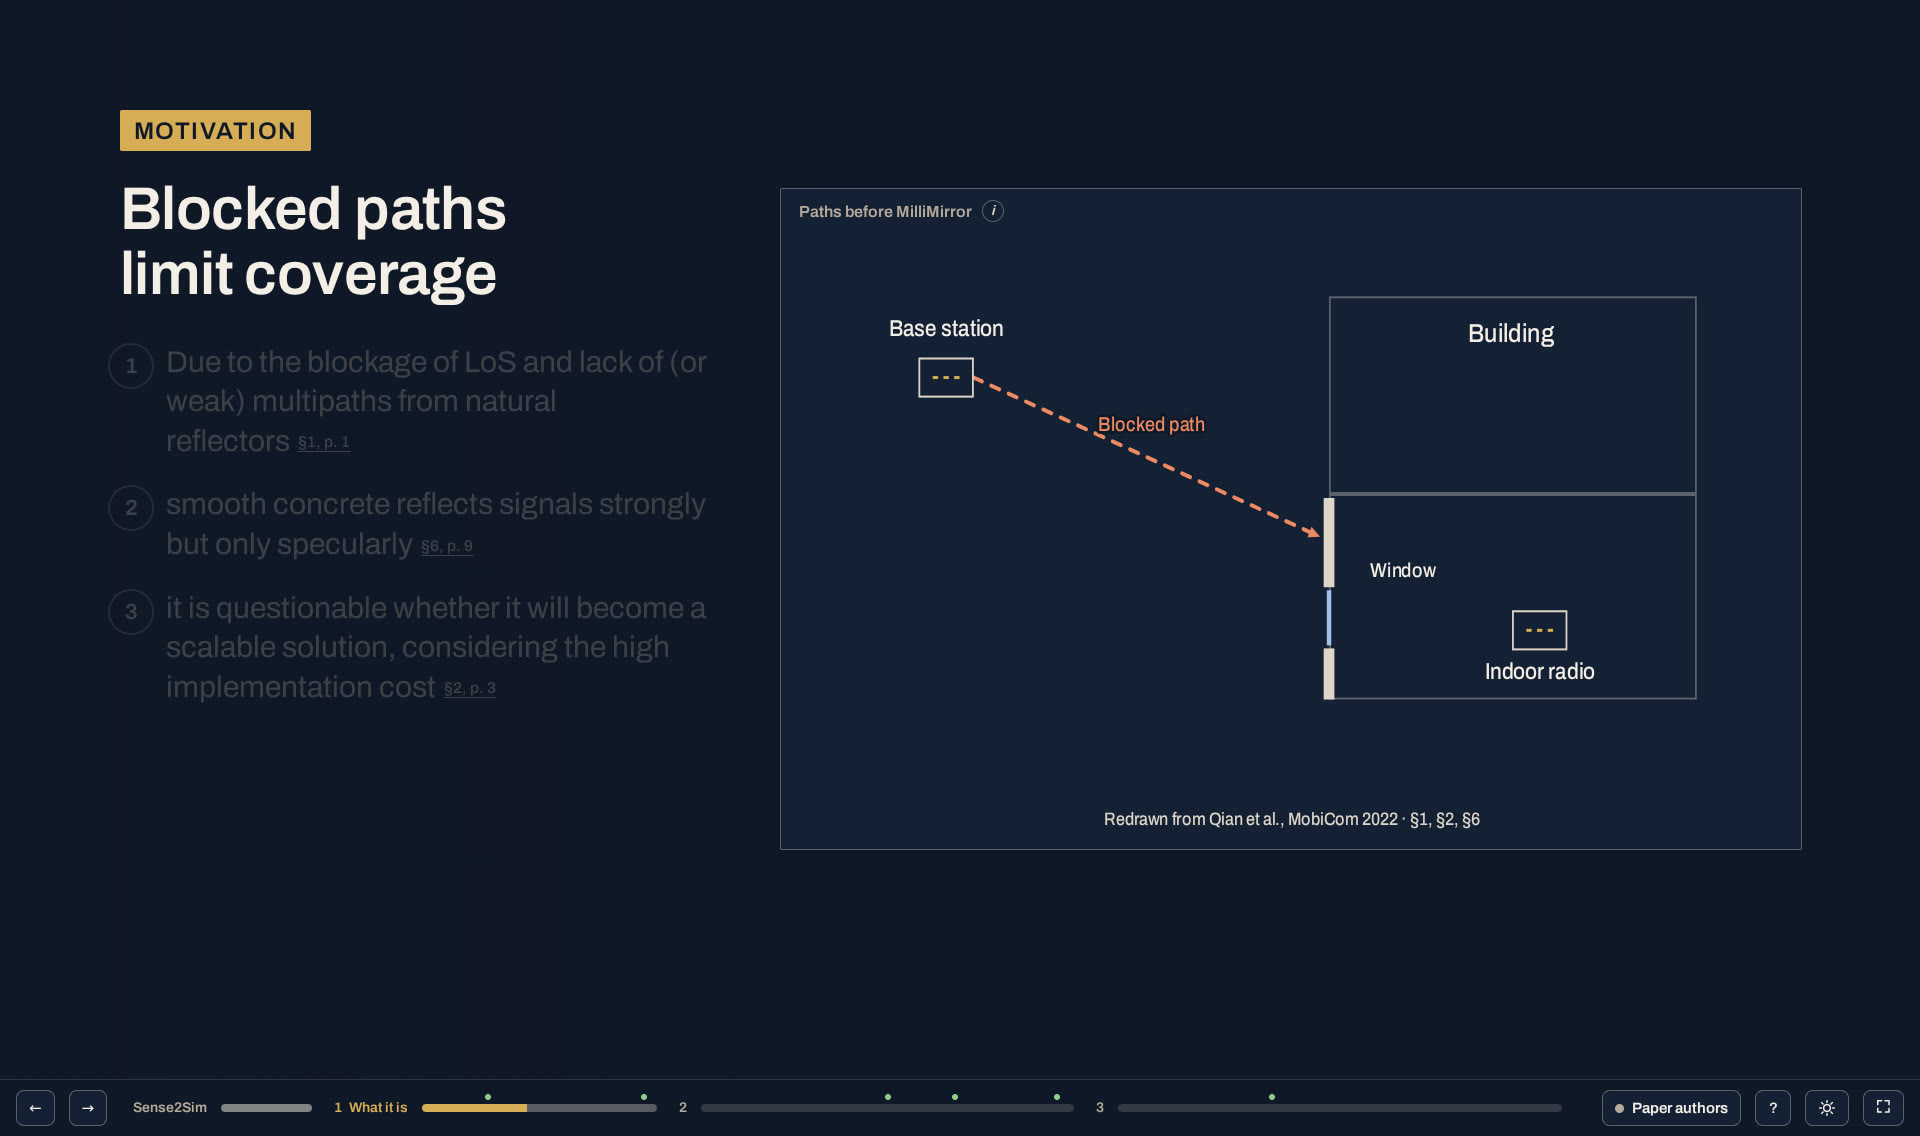 MOTIVATION
Blocked paths
limit coverage
1 Due to the blockage of LoS and lack of (or
weak) multipaths from natural
reflectors §1, p. 1
2 smooth concrete reflects signals strongly
but only specularly §6, p. 9
3 it is questionable whether it will become a
scalable solution, considering the high
implementation cost §2, p. 3
Paths before MilliMirror i
Base station
Building
Blocked path
Window
Indoor radio
Redrawn from Qian et al., MobiCom 2022 · §1, §2, §6
← → Sense2Sim 1 What it is 2 3 Paper authors ?